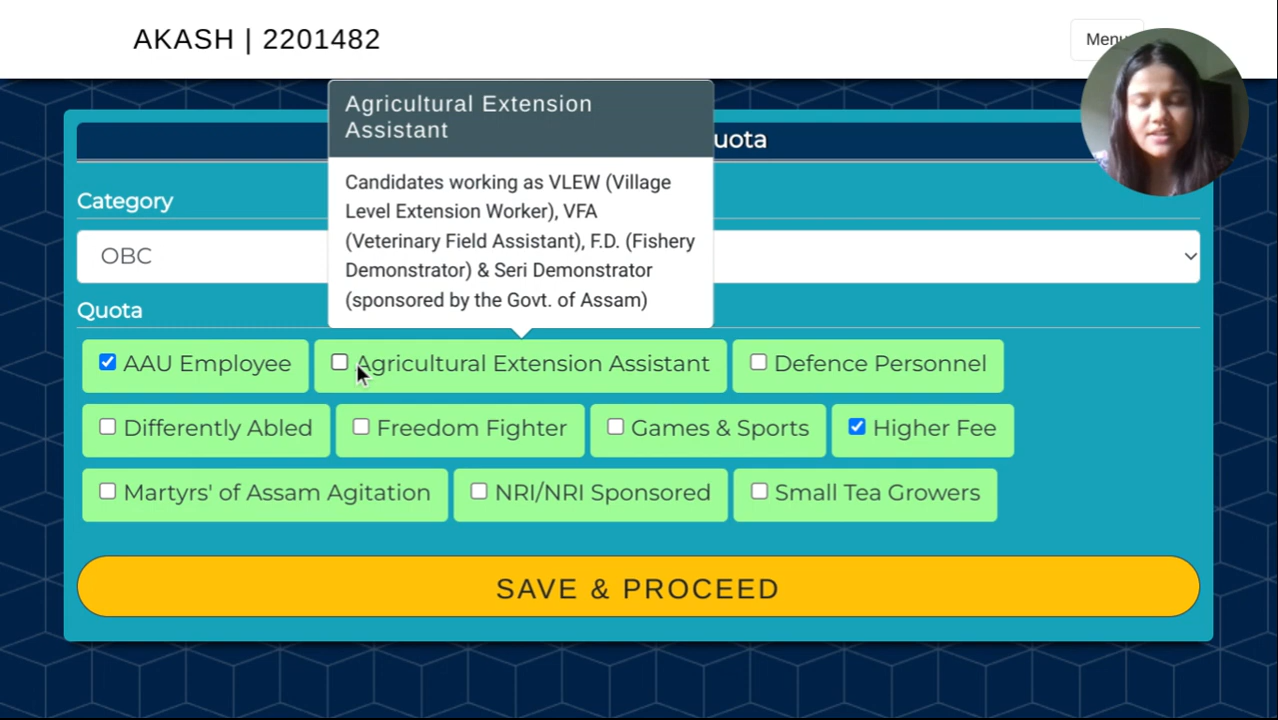 AKASH | 2201482
Menu
Agricultural Extension
Assistant
uota
Candidates working as VLEW (Village
Level Extension Worker), VFA
(Veterinary Field Assistant), F.D. (Fishery
Demonstrator) & Seri Demonstrator
(sponsored by the Govt. of Assam)
Category
OBC
Quota
AAU Employee Agricultural Extension Assistant Defence Personnel
Differently Abled Freedom Fighter Games & Sports Higher Fee
Martyrs' of Assam Agitation NRI/NRI Sponsored Small Tea Growers
SAVE & PROCEED